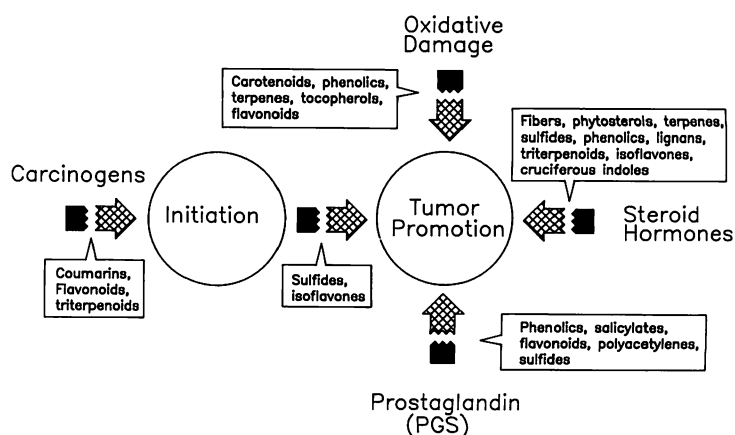 Oxidative
Damage
Carotenoids, phenolics,
terpenes, tocopherols,
flavonoids
Fibers, phytosterols, terpenes,
sulfides, phenolics, lignans,
triterpenoids, isoflavones,
cruciferous indoles
Carcinogens
Initiation
Tumor
Promotion
Steroid
Hormones
Coumarins,
Flavonoids,
triterpenoids
Sulfides,
isoflavones
Phenolics, salicylates,
flavonoids, polyacetylenes,
sulfides
Prostaglandin
(PGS)